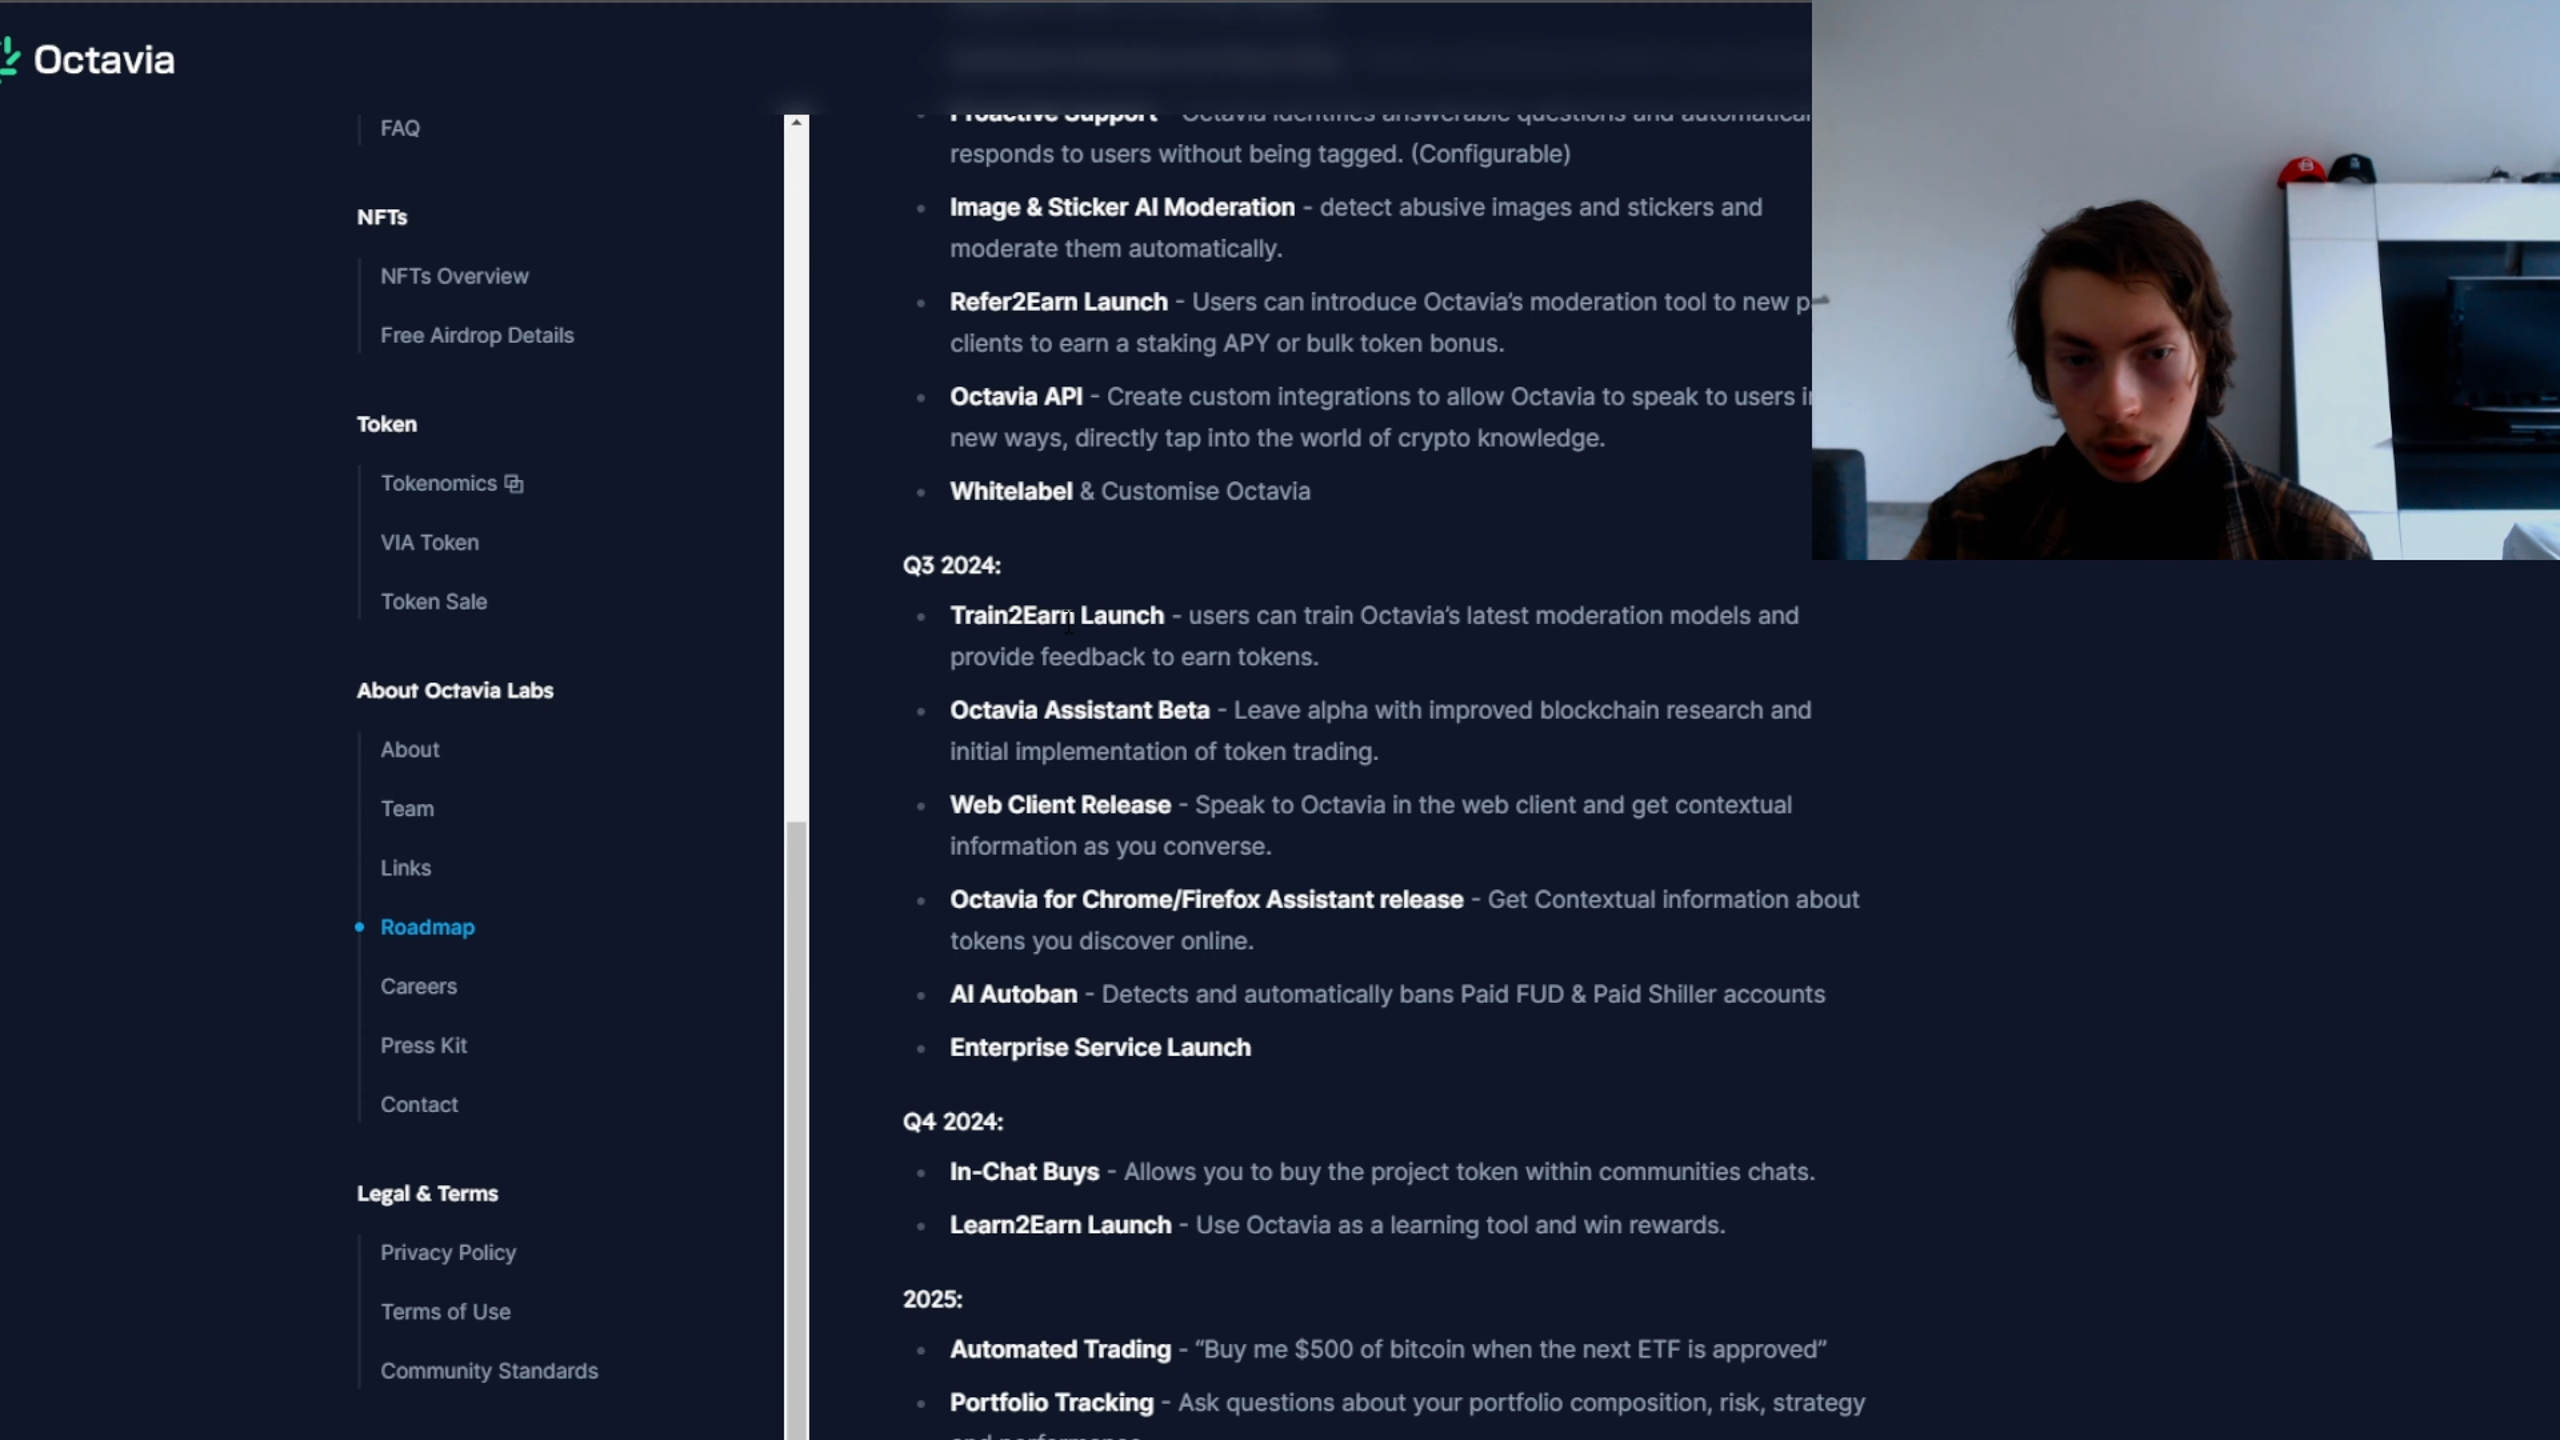 Octavia
FAQ
NFTs
NFTs Overview
Free Airdrop Details
Token
Tokenomics
VIA Token
Token Sale
About Octavia Labs
About
Team
Links
Roadmap
Careers
Press Kit
Contact
Legal & Terms
Privacy Policy
Terms of Use
Community Standards
Proactive Support - Octavia identifies answerable questions and
responds to users without being tagged. (Configurable)
Image & Sticker AI Moderation - detect abusive images and stickers and
moderate them automatically.
Refer2Earn Launch - Users can introduce Octavia's moderation tool to new p
clients to earn a staking APY or bulk token bonus.
Octavia API - Create custom integrations to allow Octavia to speak to users i
new ways, directly tap into the world of crypto knowledge.
Whitelabel & Customise Octavia
Q3 2024:
Train2Earn Launch - users can train Octavia's latest moderation models and
provide feedback to earn tokens.
Octavia Assistant Beta - Leave alpha with improved blockchain research and
initial implementation of token trading.
Web Client Release - Speak to Octavia in the web client and get contextual
information as you converse.
Octavia for Chrome/Firefox Assistant release - Get Contextual information about
tokens you discover online.
AI Autoban - Detects and automatically bans Paid FUD & Paid Shiller accounts
Enterprise Service Launch
Q4 2024:
In-Chat Buys - Allows you to buy the project token within communities chats.
Learn2Earn Launch - Use Octavia as a learning tool and win rewards.
2025:
Automated Trading - “Buy me $500 of bitcoin when the next ETF is approved”
Portfolio Tracking - Ask questions about your portfolio composition, risk, strategy